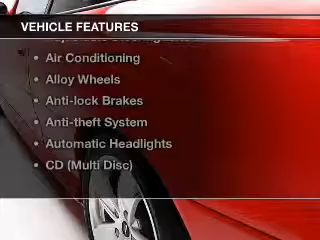 VEHICLE FEATURES
• Air Conditioning
• Alloy Wheels
• Anti-lock Brakes
• Anti-theft System
• Automatic Headlights
• CD (Multi Disc)